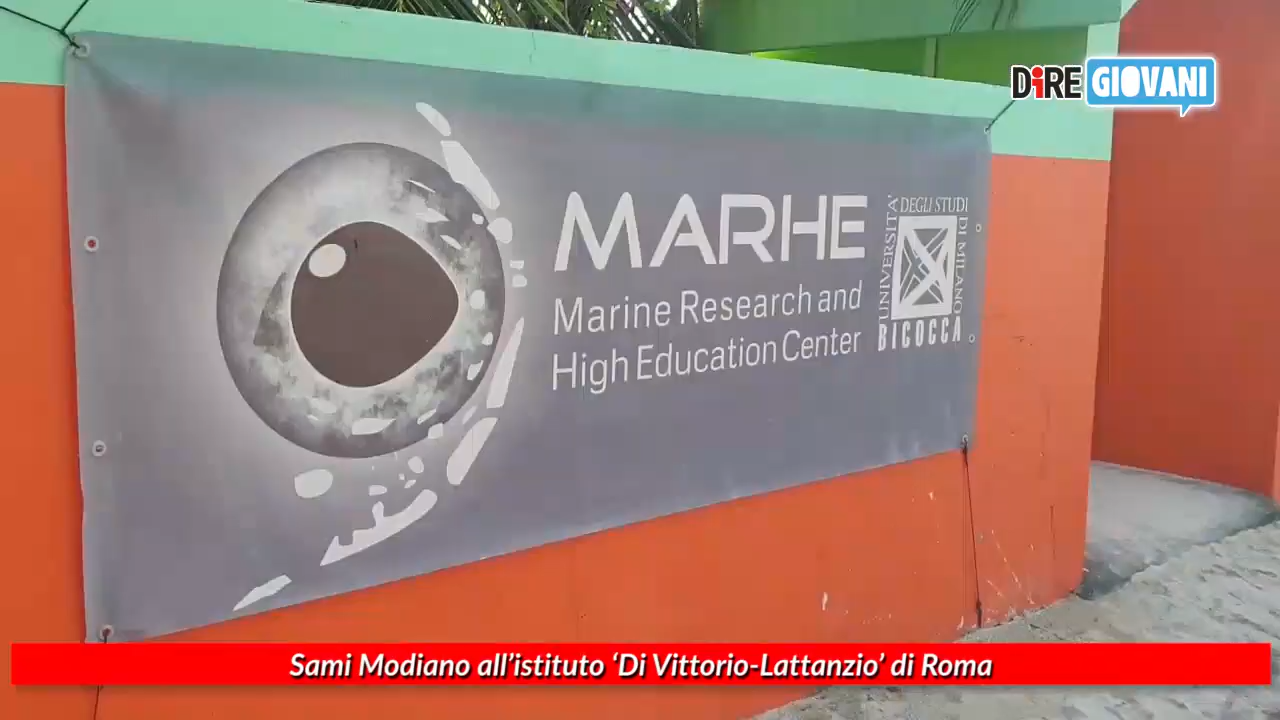 DiRE GIOVANI
MARHE
Marine Research and
High Education Center
UNIVERSITA' DEGLI STUDI DI MILANO
BICOCCA
Sami Modiano all'istituto ‘Di Vittorio-Lattanzio’ di Roma